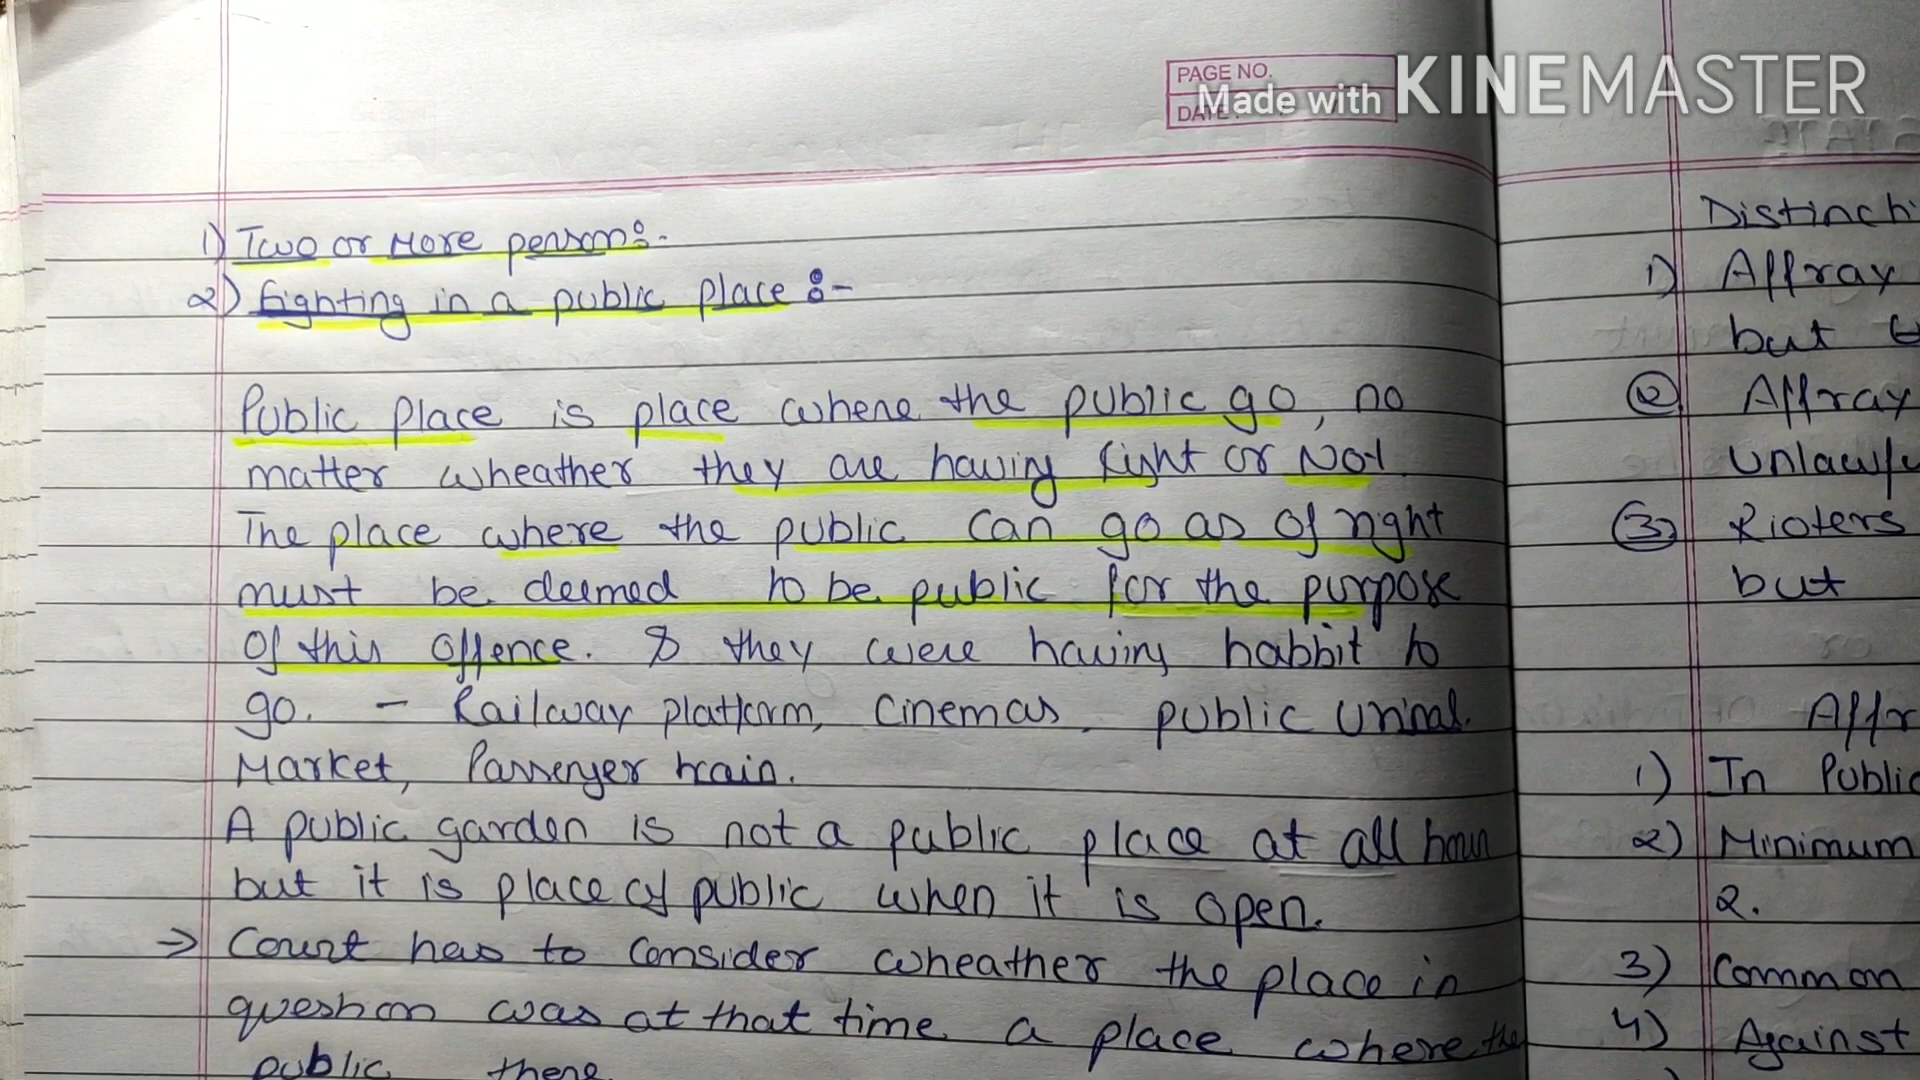 PAGE NO.
DATE:
Made with KINEMASTER
1) Two or More persons:-
2) fighting in a public place :-
Public Place is place where the public go, no
matter wheather they are having right or Not
The place where the public can go as of right
must be deemed to be public for the purpose
of this offence. & they were having habbit to
go. - Railway platform, cinemas, public urinal.
Market, Passenger train.
A public garden is not a public place at all hour
but it is place of public when it is open.
⇒ Court has to consider wheather the place in
question was at that time a place where the
public there
Distincti
1) Affray
but
2) Affray
Unlawfu
3) Rioters
but
Affr
1) In Public
2) Minimum
2.
3) Common
4) Against